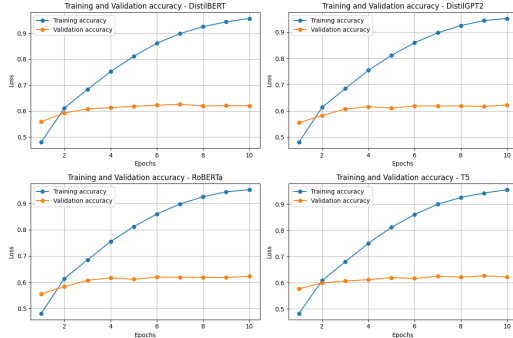 Training and Validation accuracy - DistilBERT
Training accuracy
Validation accuracy
Loss
0.9
0.8
0.7
0.6
0.5
2 4 6 8 10
Epochs
Training and Validation accuracy - DistilGPT2
Training accuracy
Validation accuracy
Loss
0.9
0.8
0.7
0.6
0.5
2 4 6 8 10
Epochs
Training and Validation accuracy - RoBERTa
Training accuracy
Validation accuracy
Loss
0.9
0.8
0.7
0.6
0.5
2 4 6 8 10
Epochs
Training and Validation accuracy - T5
Training accuracy
Validation accuracy
Loss
0.9
0.8
0.7
0.6
0.5
2 4 6 8 10
Epochs